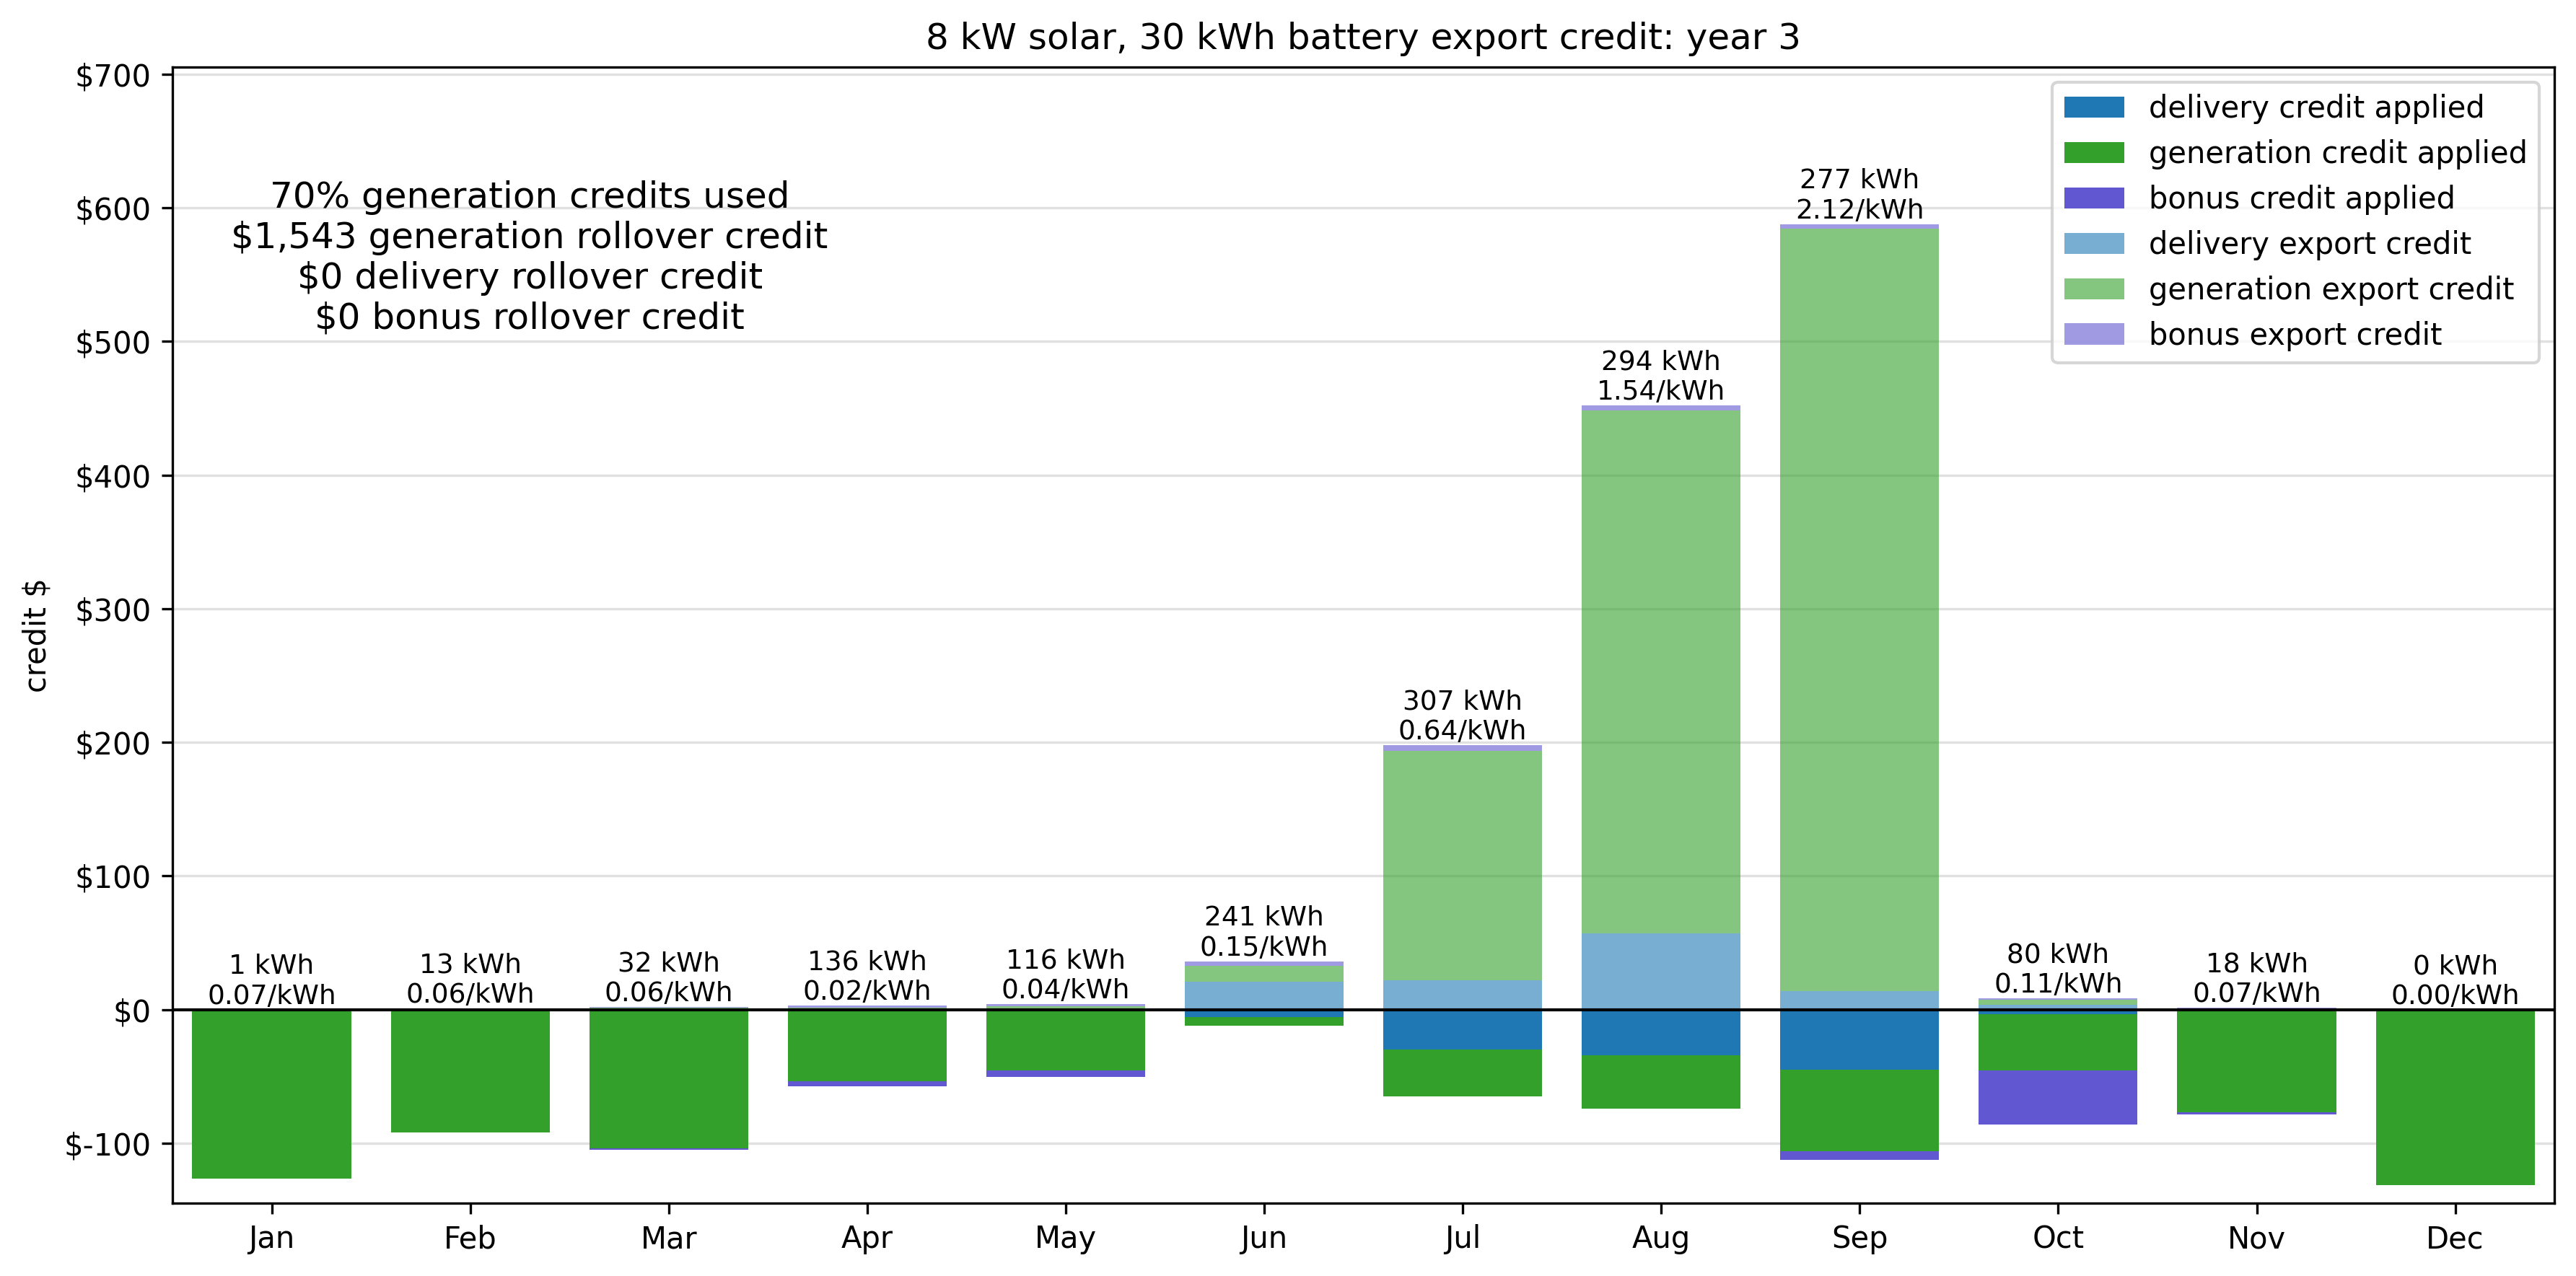 8 kW solar, 30 kWh battery export credit: year 3
$700
$600
$500
$400
$300
$200
$100
$0
$-100
credit $
70% generation credits used
$1,543 generation rollover credit
$0 delivery rollover credit
$0 bonus rollover credit
delivery credit applied
generation credit applied
bonus credit applied
delivery export credit
generation export credit
bonus export credit
1 kWh
0.07/kWh
13 kWh
0.06/kWh
32 kWh
0.06/kWh
136 kWh
0.02/kWh
116 kWh
0.04/kWh
241 kWh
0.15/kWh
307 kWh
0.64/kWh
294 kWh
1.54/kWh
277 kWh
2.12/kWh
80 kWh
0.11/kWh
18 kWh
0.07/kWh
0 kWh
0.00/kWh
Jan
Feb
Mar
Apr
May
Jun
Jul
Aug
Sep
Oct
Nov
Dec